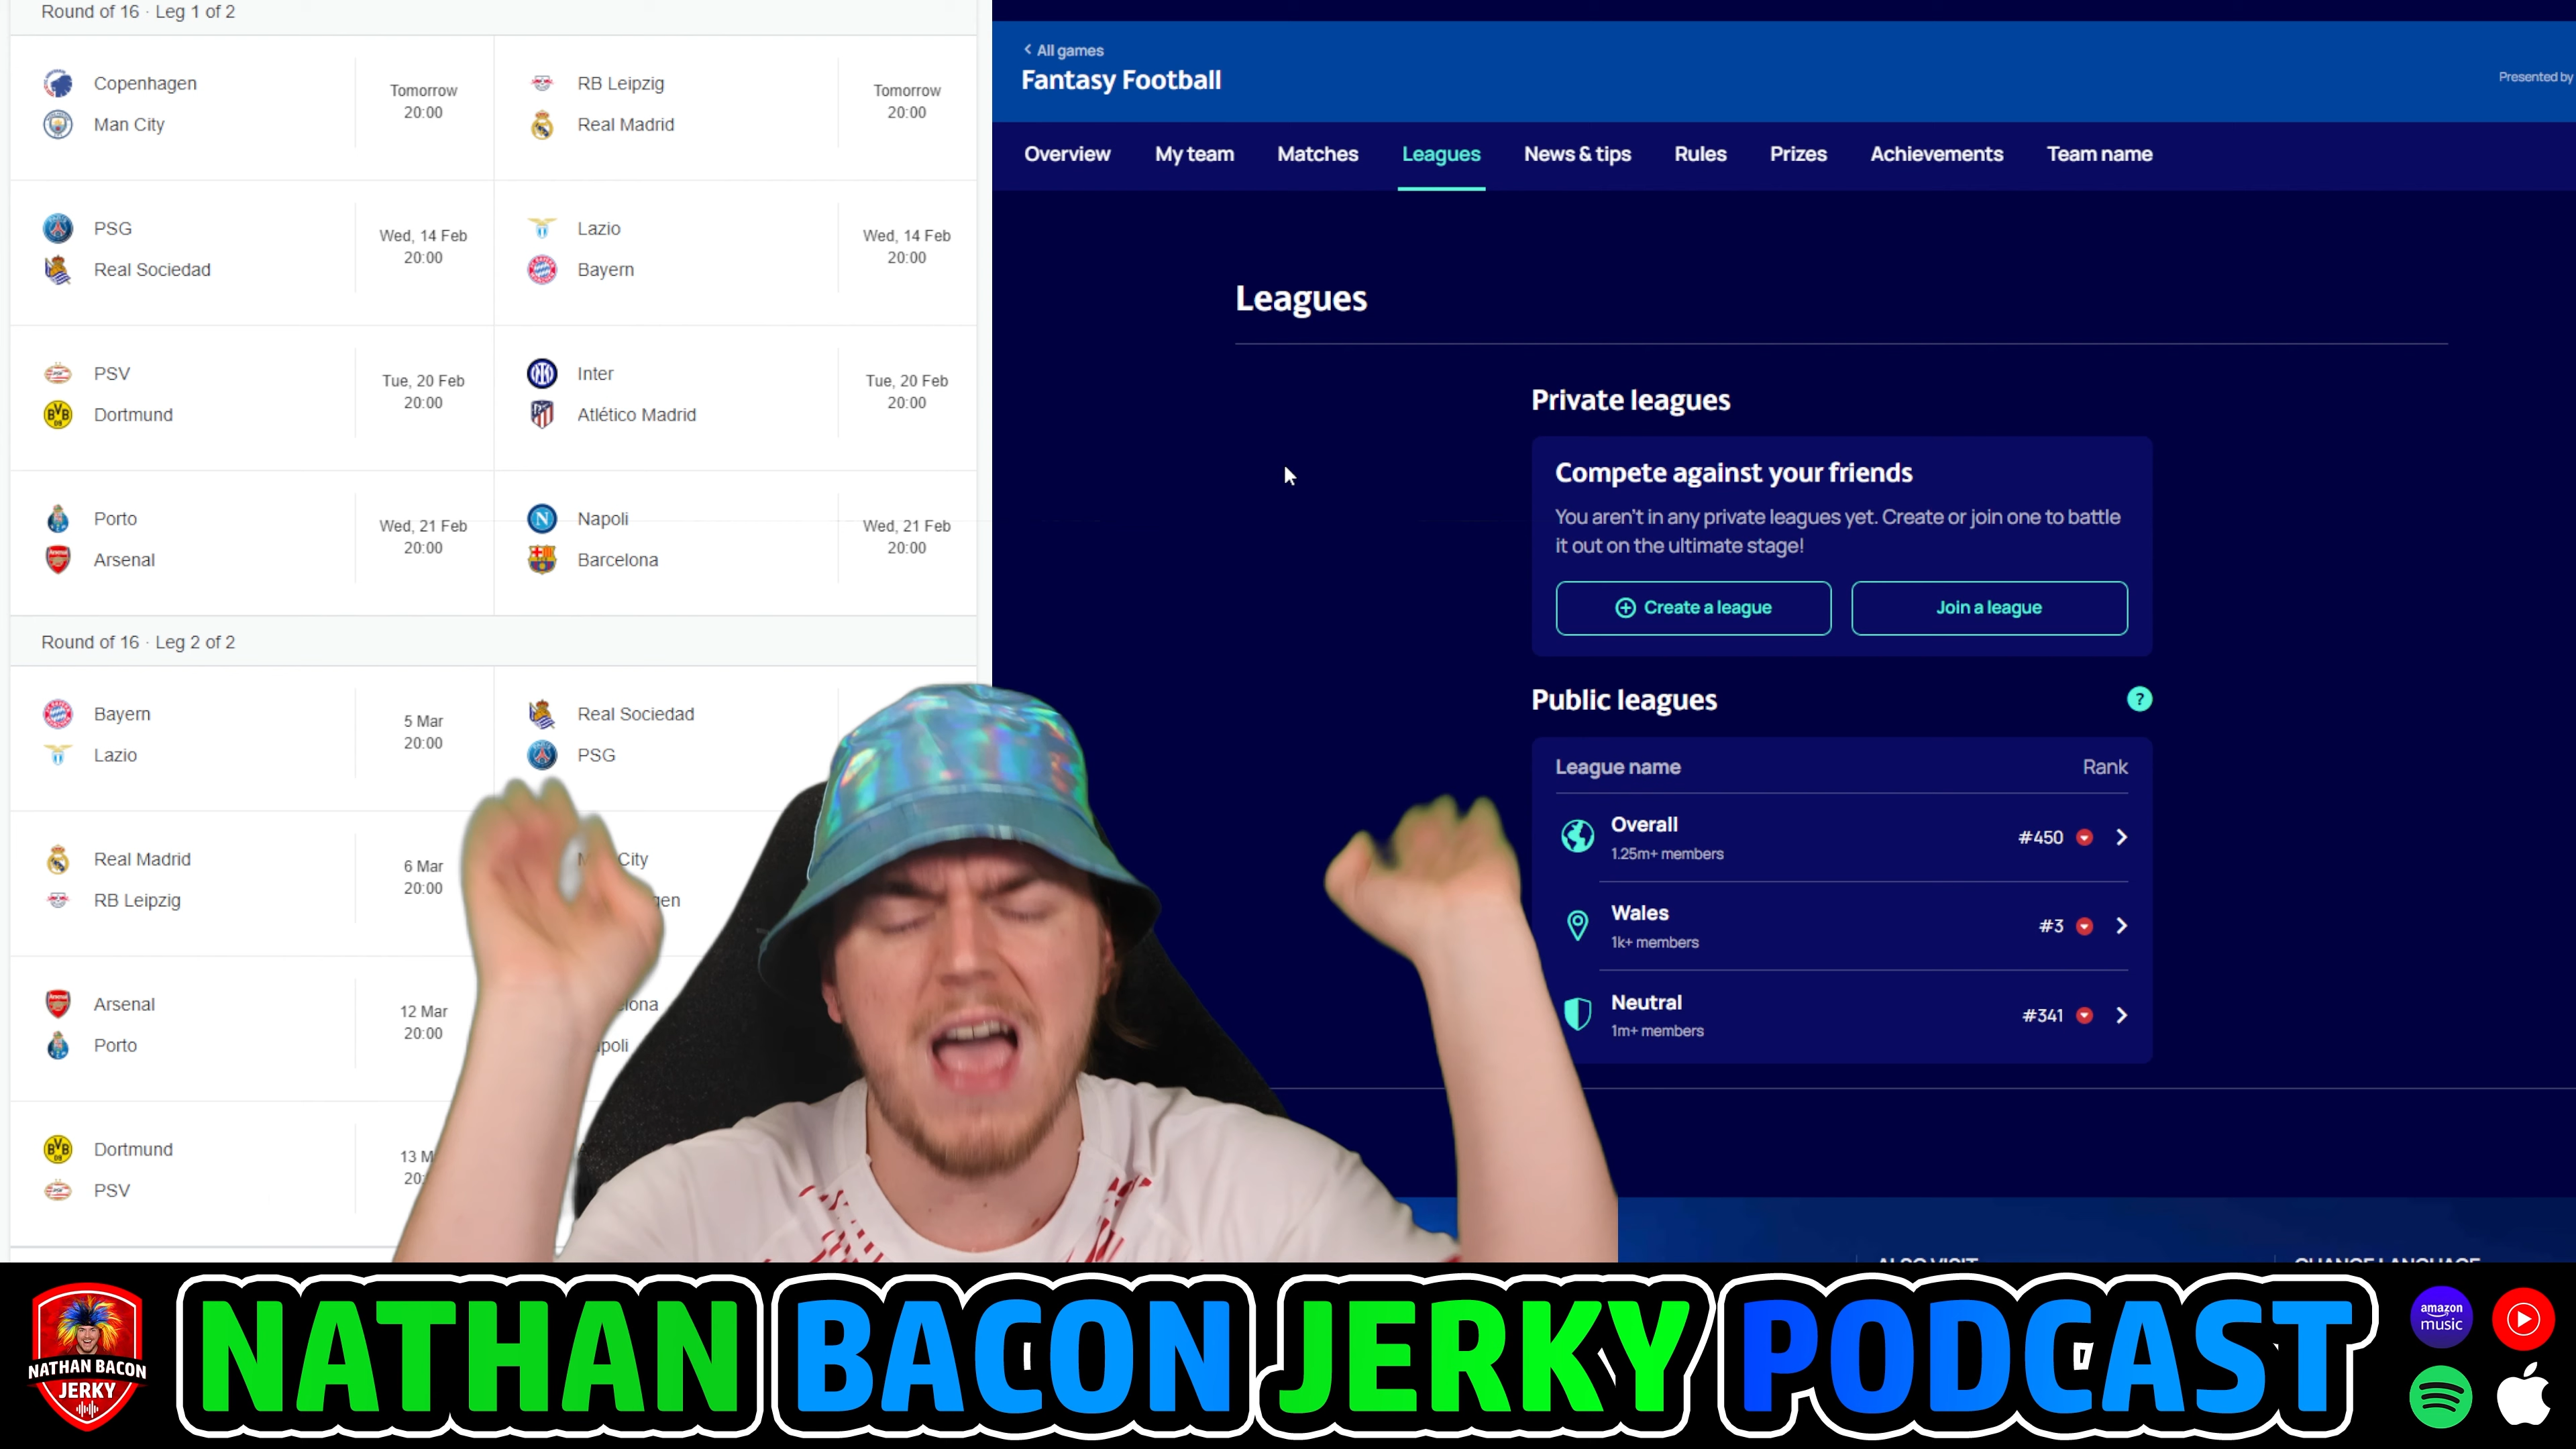 Round of 16 · Leg 1 of 2
Copenhagen
Man City
Tomorrow
20:00
RB Leipzig
Real Madrid
Tomorrow
20:00
PSG
Real Sociedad
Wed, 14 Feb
20:00
Lazio
Bayern
Wed, 14 Feb
20:00
PSV
Dortmund
Tue, 20 Feb
20:00
Inter
Atlético Madrid
Tue, 20 Feb
20:00
Porto
Arsenal
Wed, 21 Feb
20:00
Napoli
Barcelona
Wed, 21 Feb
20:00
Round of 16 · Leg 2 of 2
Bayern
Lazio
5 Mar
20:00
Real Sociedad
PSG
Real Madrid
RB Leipzig
6 Mar
20:00
City
Arsenal
Porto
12 Mar
20:00
Dortmund
PSV
13
All games
Fantasy Football
Presented by
Overview My team Matches Leagues News & tips Rules Prizes Achievements Team name
Leagues
Private leagues
Compete against your friends
You aren't in any private leagues yet. Create or join one to battle
it out on the ultimate stage!
Create a league Join a league
Public leagues ?
League name Rank
Overall
1.25m+ members
#450
Wales
1k+ members
#3
Neutral
1m+ members
#341
NATHAN BACON
JERKY
NATHAN BACON JERKY PODCAST
amazon
music